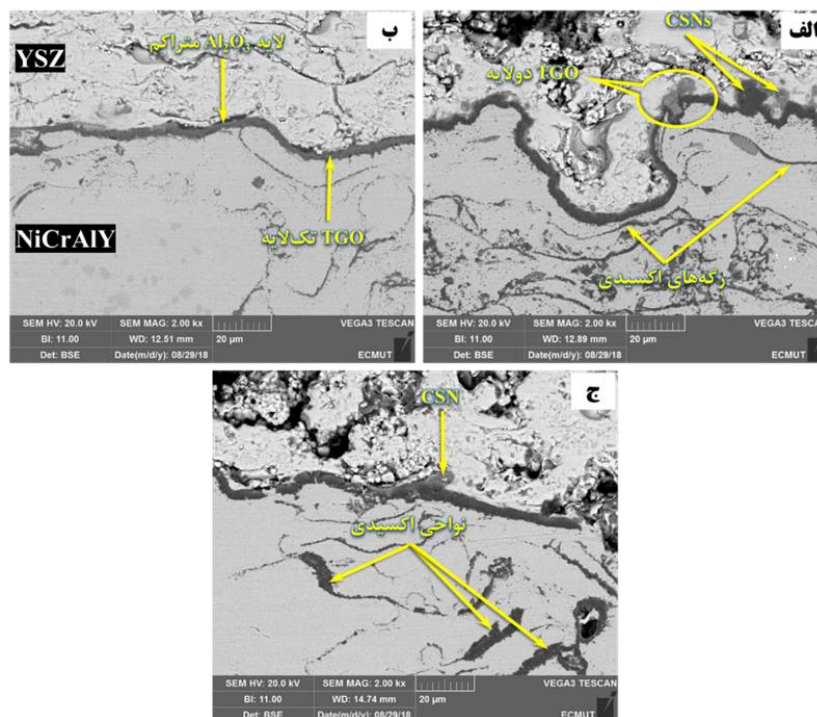 الف
CSNs
TGO دولایه
رگه‌های اکسیدی
SEM HV: 20.0 kV SEM MAG: 2.00 kx VEGA3 TESCAN
BI: 11.00 WD: 12.89 mm 20 µm
Det: BSE Date(m/d/y): 08/29/18 ECMUT
ب
لایه Al₂O₃ متراکم
YSZ
NiCrAlY
TGO تک‌لایه
SEM HV: 20.0 kV SEM MAG: 2.00 kx VEGA3 TESCAN
BI: 11.00 WD: 12.51 mm 20 µm
Det: BSE Date(m/d/y): 08/29/18 ECMUT
ج
CSN
نواحی اکسیدی
SEM HV: 20.0 kV SEM MAG: 2.00 kx VEGA3 TESCAN
BI: 11.00 WD: 14.74 mm 20 µm
Det: BSE Date(m/d/y): 08/29/18 ECMUT